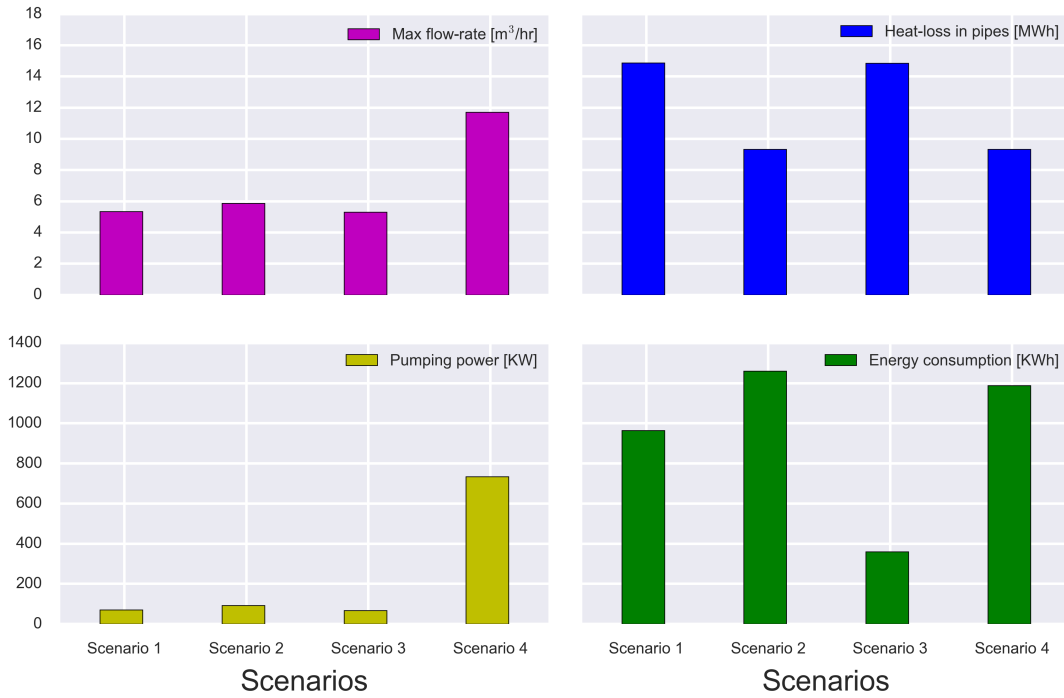 Max flow-rate [m³/hr]
18
16
14
12
10
8
6
4
2
0
Heat-loss in pipes [MWh]
Pumping power [KW]
1400
1200
1000
800
600
400
200
0
Energy consumption [KWh]
Scenario 1 Scenario 2 Scenario 3 Scenario 4
Scenarios
Scenario 1 Scenario 2 Scenario 3 Scenario 4
Scenarios